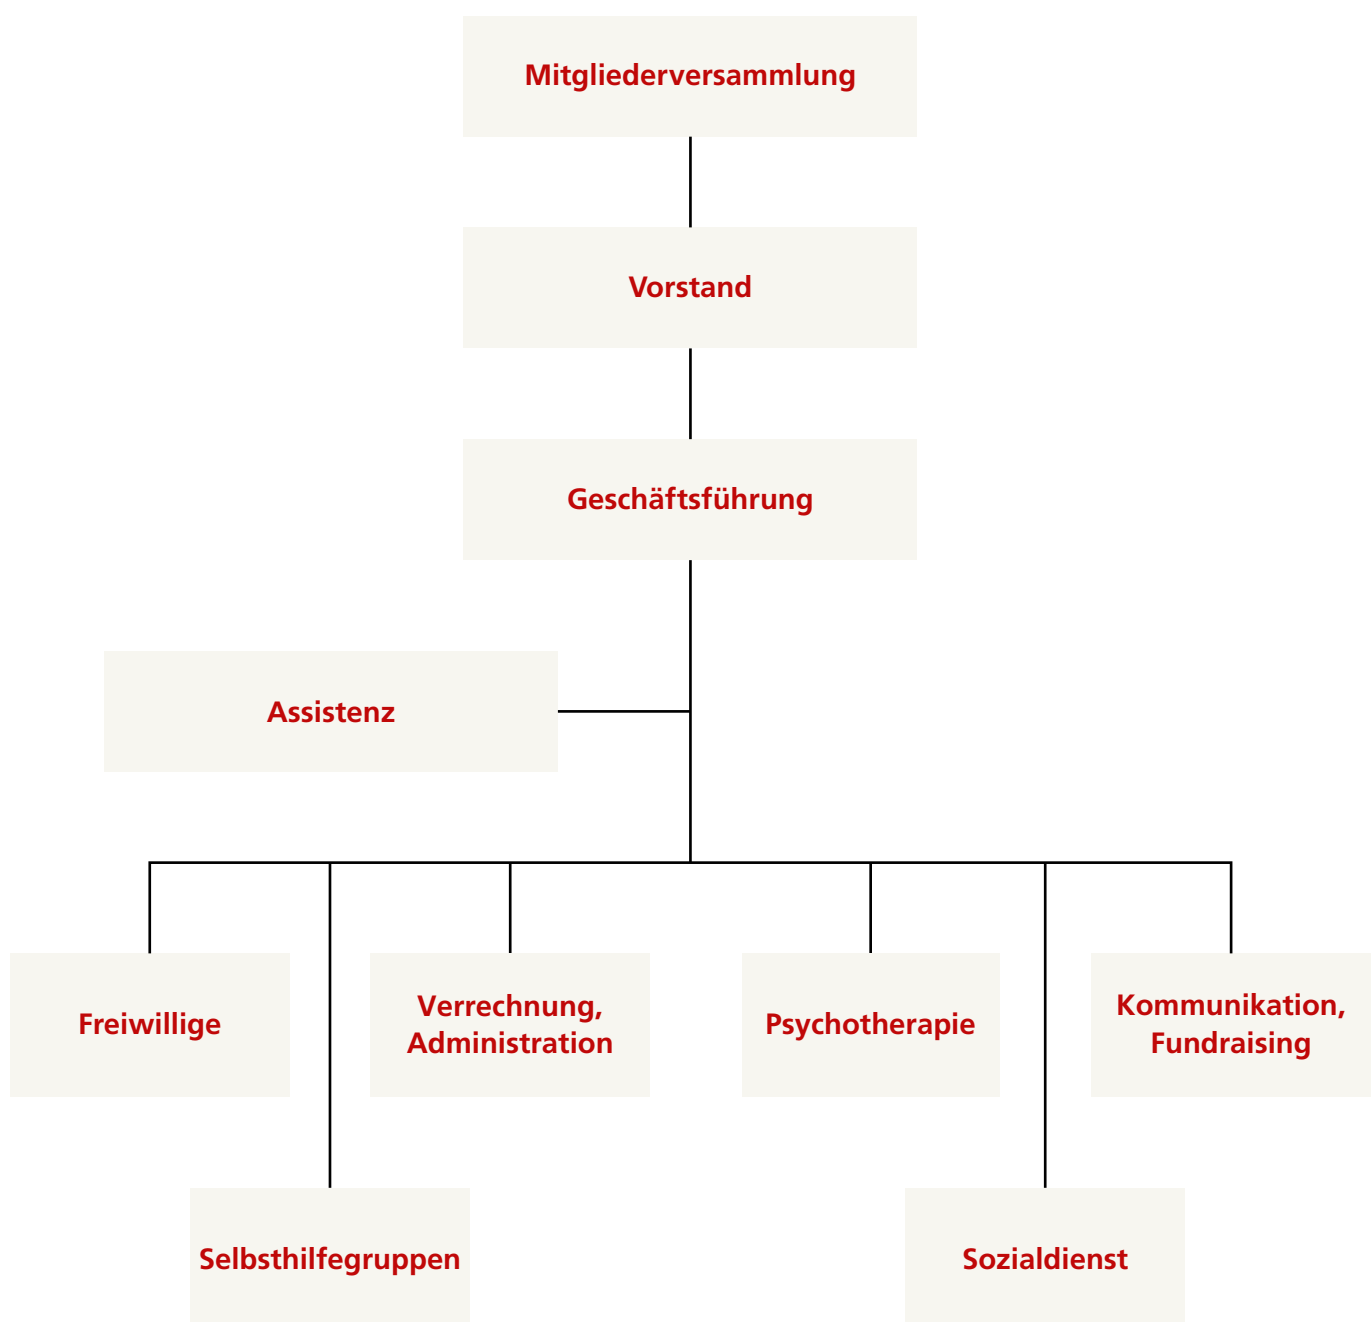 Mitgliederversammlung
Vorstand
Geschäftsführung
Assistenz
Freiwillige
Verrechnung,
Administration
Psychotherapie
Kommunikation,
Fundraising
Selbsthilfegruppen
Sozialdienst